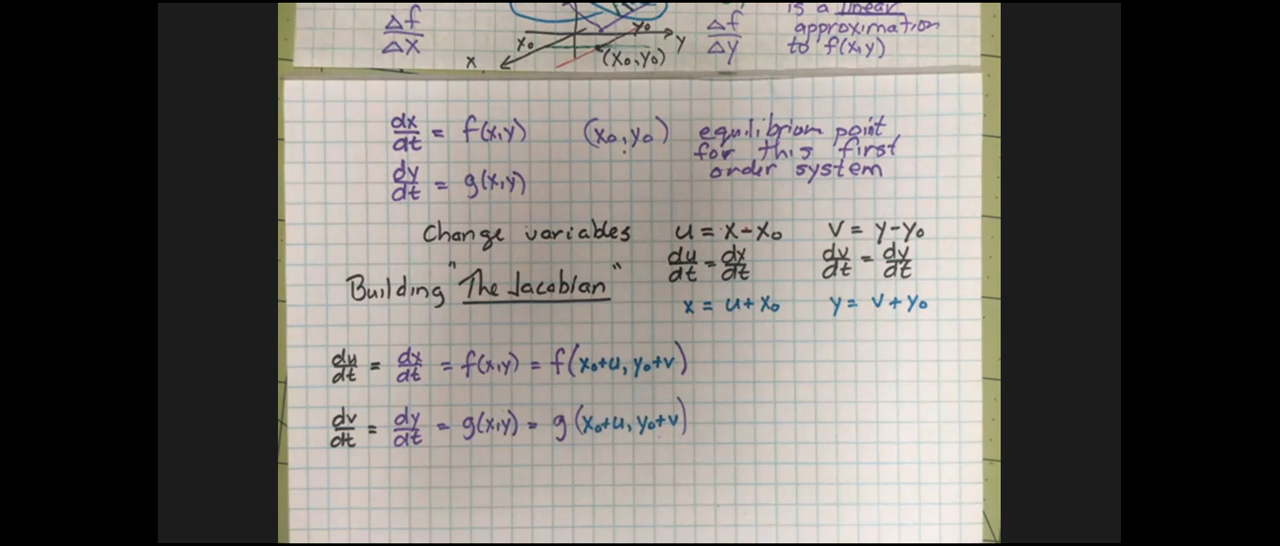 Δf/Δx
x₀ y₀ y
x (x₀,y₀)
Δf/Δy
is a linear
approximation
to f(x,y)
dx/dt = f(x,y) (x₀,y₀) equilibrium point
for this first
dy/dt = g(x,y) order system
Change variables u = x-x₀ v = y-y₀
du/dt = dx/dt dv/dt = dy/dt
Building "The Jacobian"
x = u+x₀ y = v+y₀
du/dt = dx/dt = f(x,y) = f(x₀+u, y₀+v)
dv/dt = dy/dt = g(x,y) = g(x₀+u, y₀+v)